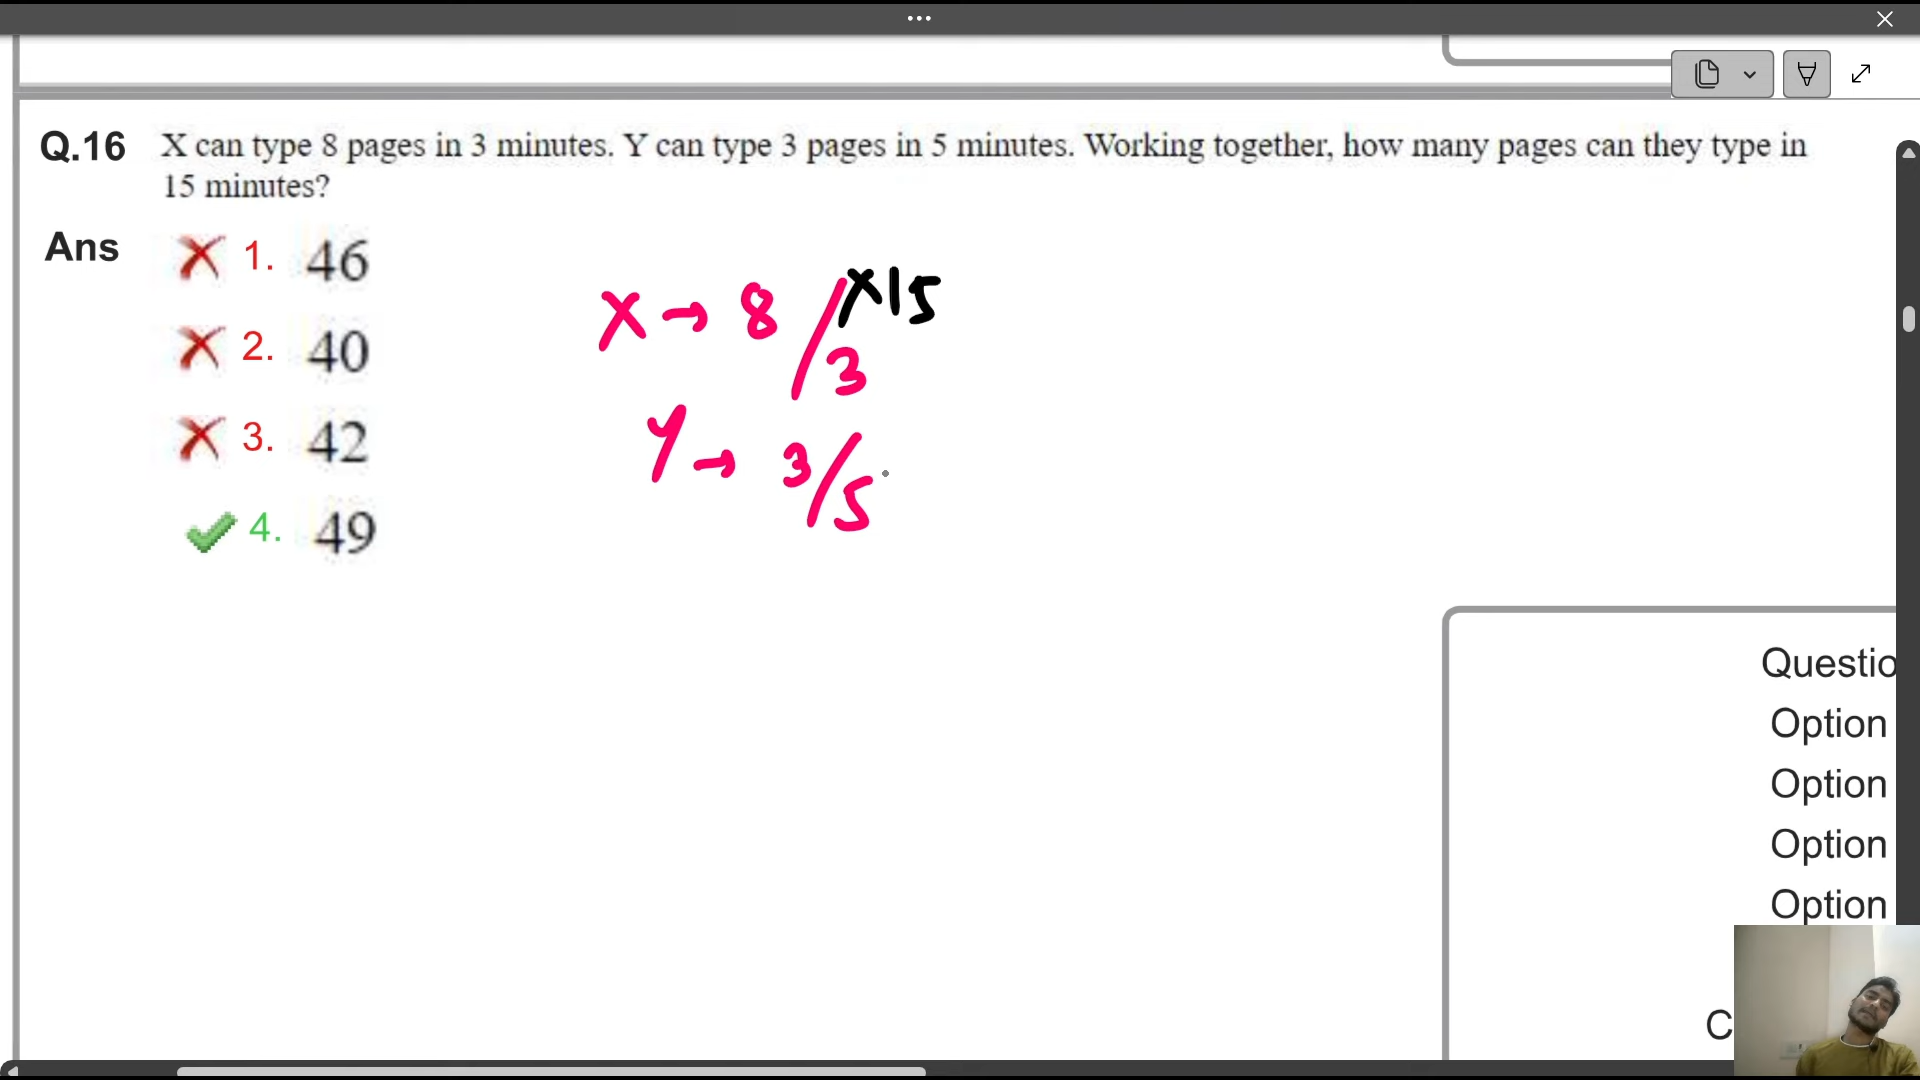 Q.16 X can type 8 pages in 3 minutes. Y can type 3 pages in 5 minutes. Working together, how many pages can they type in
15 minutes?
Ans
1. 46
2. 40
3. 42
4. 49
X → 8/3 ×15
Y → 3/5
Questio
Option
Option
Option
Option
C